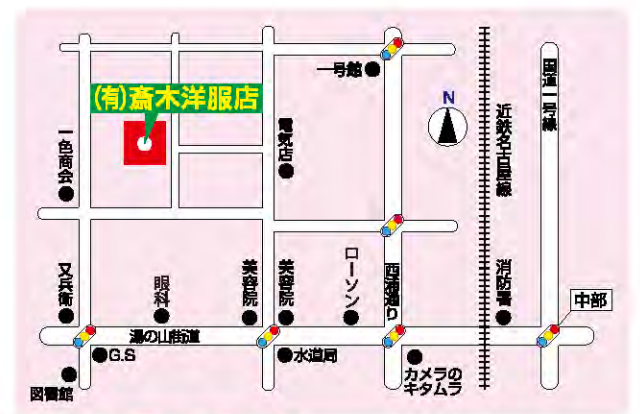 一号館
(有)斎木洋服店
N
国道一号線
近鉄名古屋線
一色商会
電気店
又兵衛
眼科
美容院
美容院
ローソン
西浦通り
消防署
中部
湯の山街道
G.S
水道局
カメラの
キタムラ
図書館